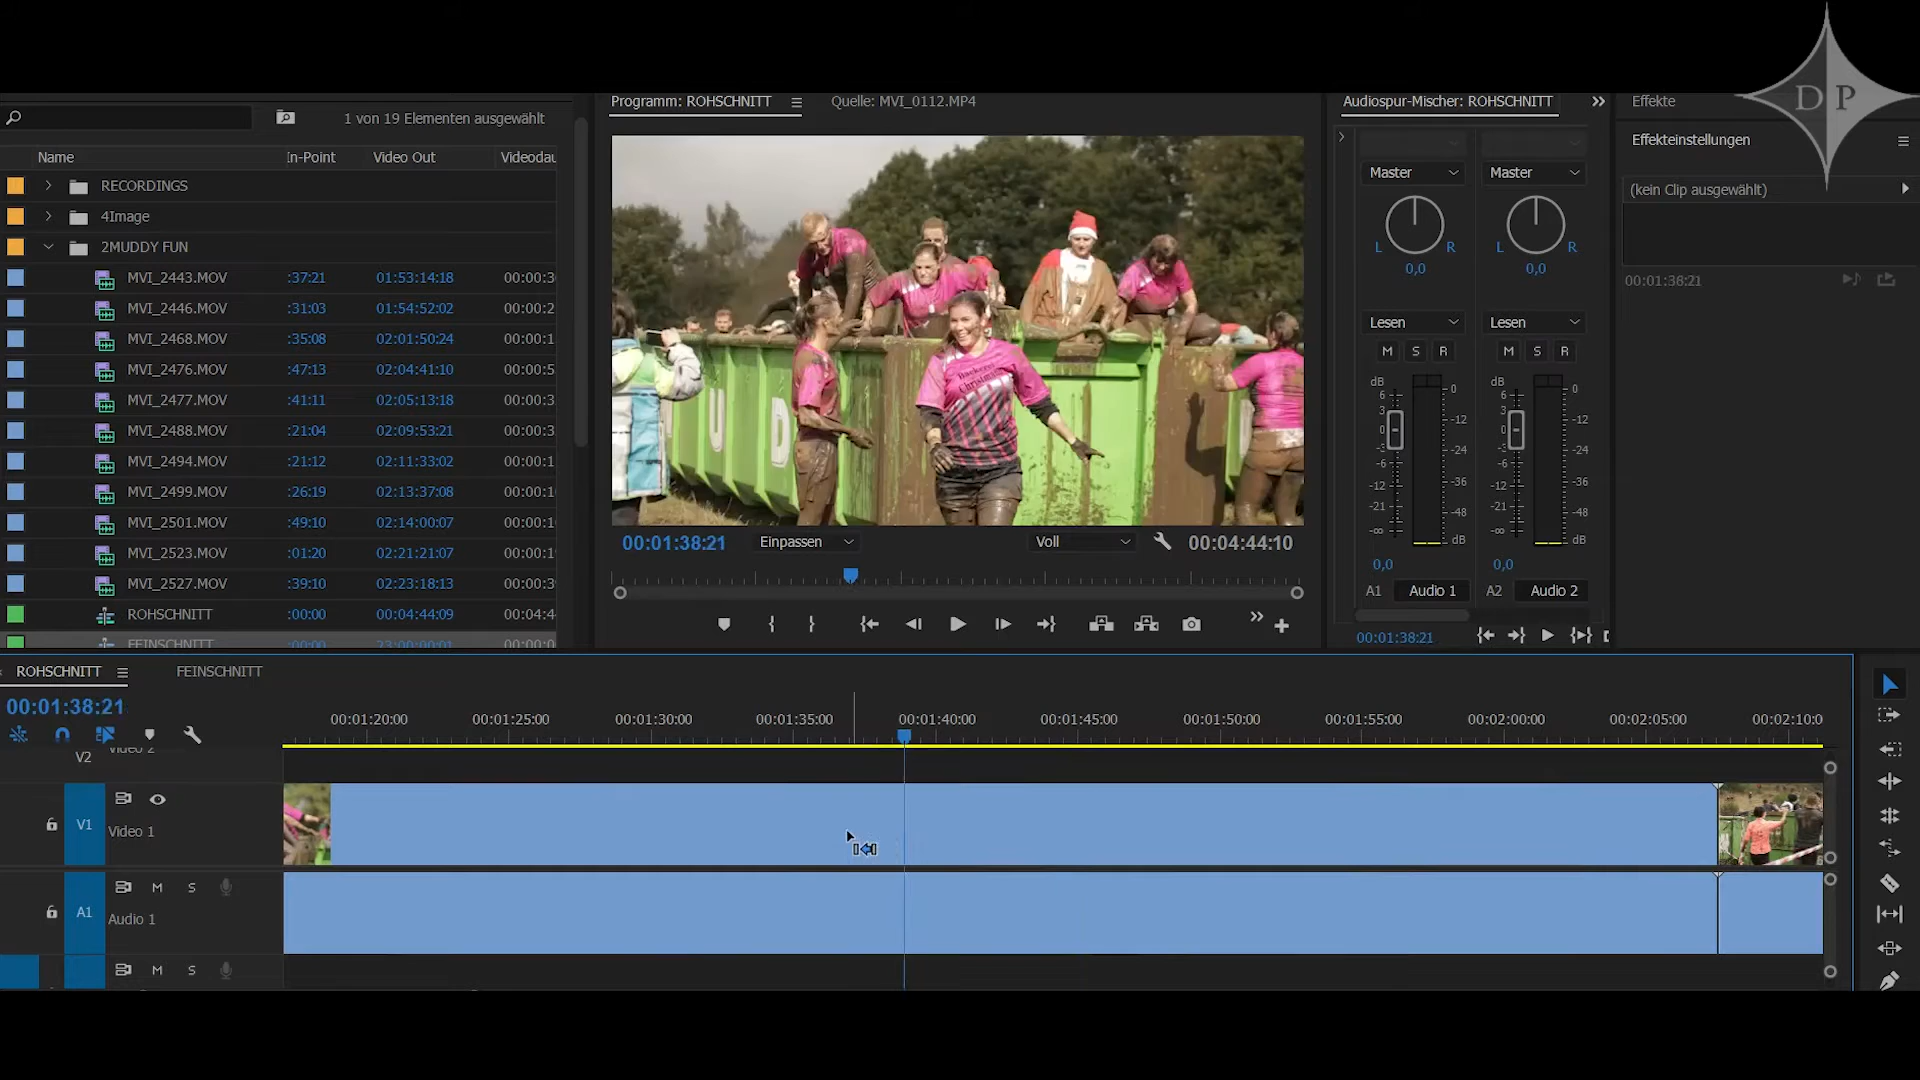 D P
Programm: ROHSCHNITT
Quelle: MVI_0112.MP4
Audiospur-Mischer: ROHSCHNITT
Effekte
1 von 19 Elementen ausgewählt
Effekteinstellungen
Name In-Point Video Out Videodau
RECORDINGS
4Image
2MUDDY FUN
MVI_2443.MOV :37:21 01:53:14:18 00:00:3
MVI_2446.MOV :31:03 01:54:52:02 00:00:2
MVI_2468.MOV :35:08 02:01:50:24 00:00:1
MVI_2476.MOV :47:13 02:04:41:10 00:00:5
MVI_2477.MOV :41:11 02:05:13:18 00:00:3
MVI_2488.MOV :21:04 02:09:53:21 00:00:3
MVI_2494.MOV :21:12 02:11:33:02 00:00:1
MVI_2499.MOV :26:19 02:13:37:08 00:00:1
MVI_2501.MOV :49:10 02:14:00:07 00:00:1
MVI_2523.MOV :01:20 02:21:21:07 00:00:1
MVI_2527.MOV :39:10 02:23:18:13 00:00:3
ROHSCHNITT :00:00 00:04:44:09 00:04:4
FEINSCHNITT :00:00 23:00:00:01 00:00:0
U D
00:01:38:21 Einpassen Voll 00:04:44:10
Master Master
L R L R
0,0 0,0
Lesen Lesen
M S R M S R
dB 0 dB 0
6 3 0 -3 -6 -12 -21 -∞
-12 -24 -36 -48 dB
6 3 0 -3 -6 -12 -21 -∞
-12 -24 -36 -48 dB
0,0 0,0
A1 Audio 1 A2 Audio 2
00:01:38:21
(kein Clip ausgewählt)
00:01:38:21
ROHSCHNITT FEINSCHNITT
00:01:38:21
00:01:20:00 00:01:25:00 00:01:30:00 00:01:35:00 00:01:40:00 00:01:45:00 00:01:50:00 00:01:55:00 00:02:00:00 00:02:05:00 00:02:10:0
V2 Video 2
V1 Video 1
M S
A1 Audio 1
M S